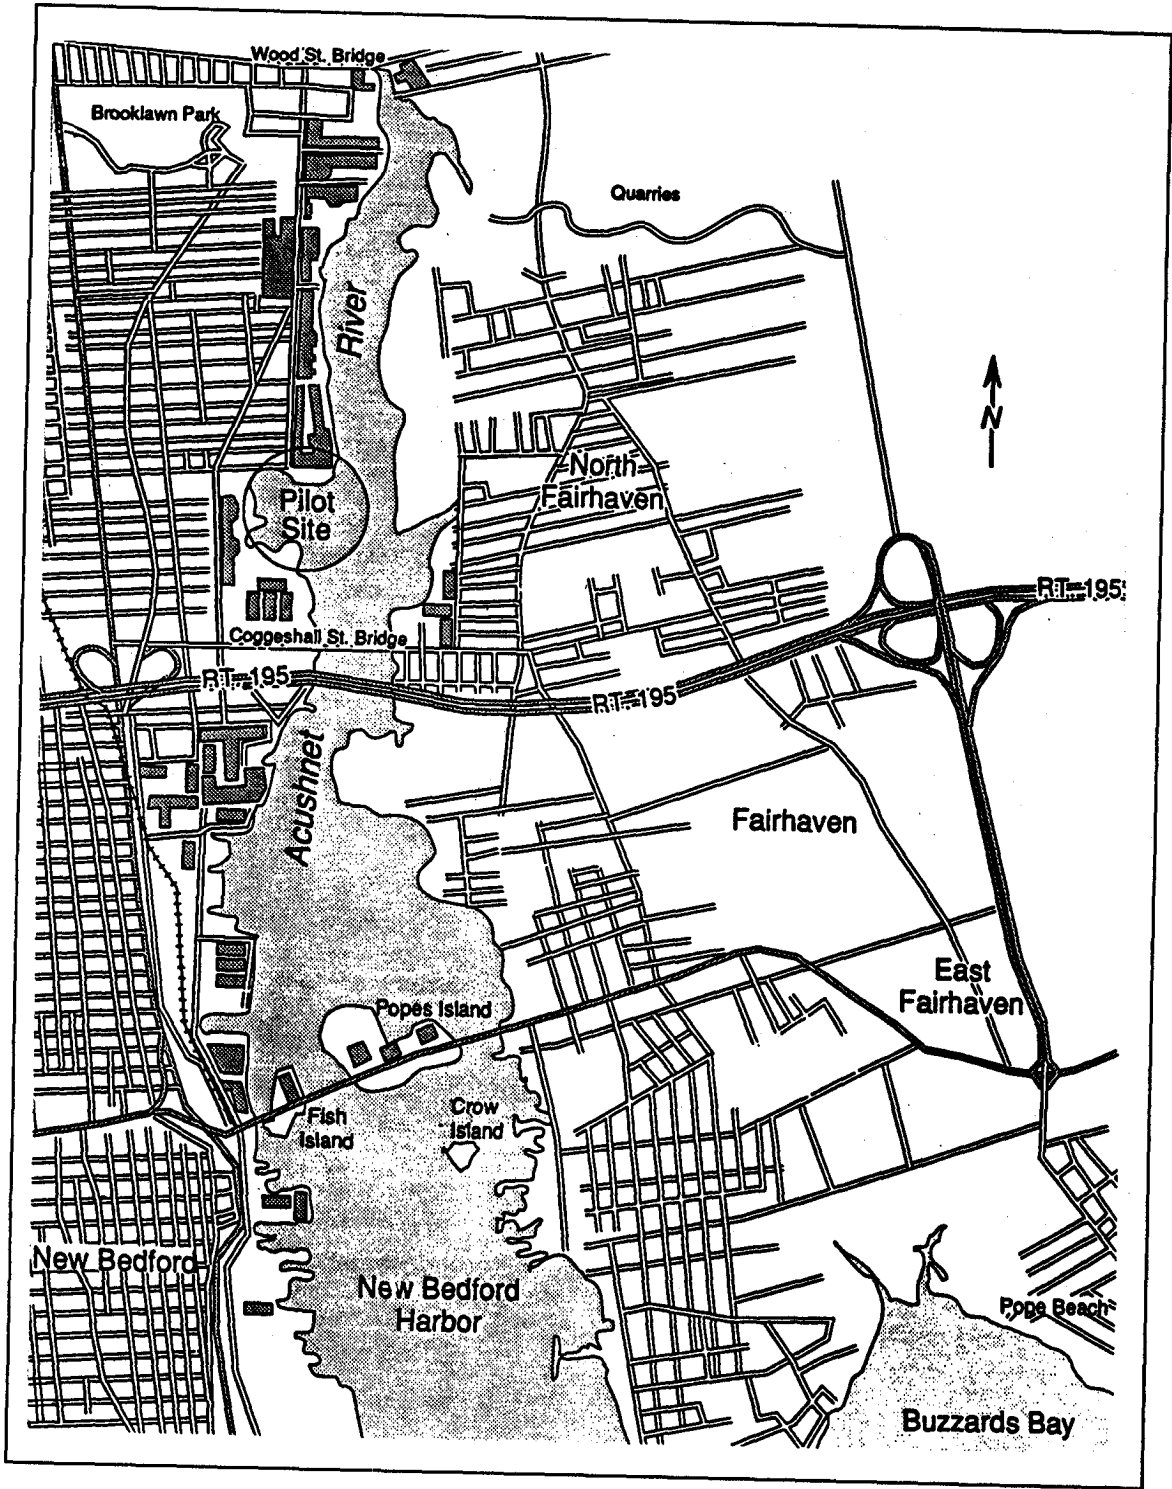 Wood St. Bridge
Brooklawn Park
Quarries
River
N
North
Fairhaven
Pilot
Site
RT. 195
Coggeshall St. Bridge
RT. 195
RT. 195
Acushnet
Fairhaven
East
Fairhaven
Popes Island
Fish
Island
Crow
Island
New Bedford
New Bedford
Harbor
Pope Beach
Buzzards Bay